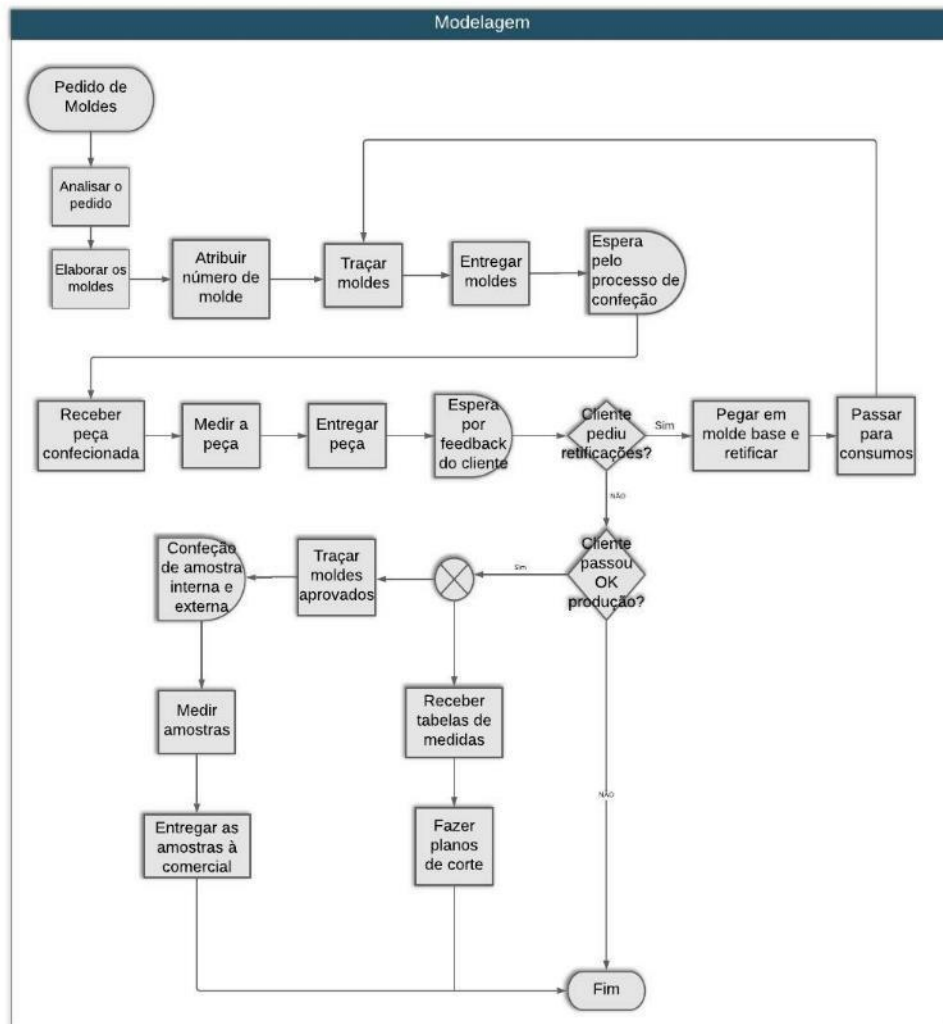 Modelagem
Pedido de
Moldes
Analisar o
pedido
Elaborar os
moldes
Atribuir
número de
molde
Traçar
moldes
Entregar
moldes
Espera
pelo
processo de
confeção
Receber
peça
confecionada
Medir a
peça
Entregar
peça
Espera
por
feedback
do cliente
Cliente
pediu
retificações?
Sim
Pegar em
molde base e
retificar
Passar
para
consumos
NÃO
Cliente
passou
OK
produção?
Sim
Traçar
moldes
aprovados
Confeção
de amostra
interna e
externa
Medir
amostras
Receber
tabelas de
medidas
NÃO
Entregar as
amostras à
comercial
Fazer
planos
de corte
Fim